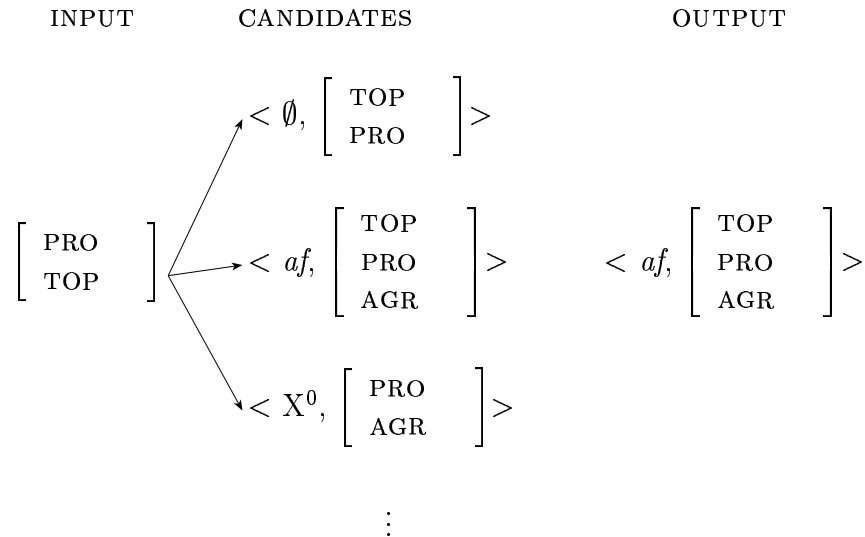 INPUT CANDIDATES OUTPUT
< ∅, [ TOP
PRO ] >
[ PRO
TOP ]
< af, [ TOP
PRO
AGR ] >
< af, [ TOP
PRO
AGR ] >
< X⁰, [ PRO
AGR ] >
⋮